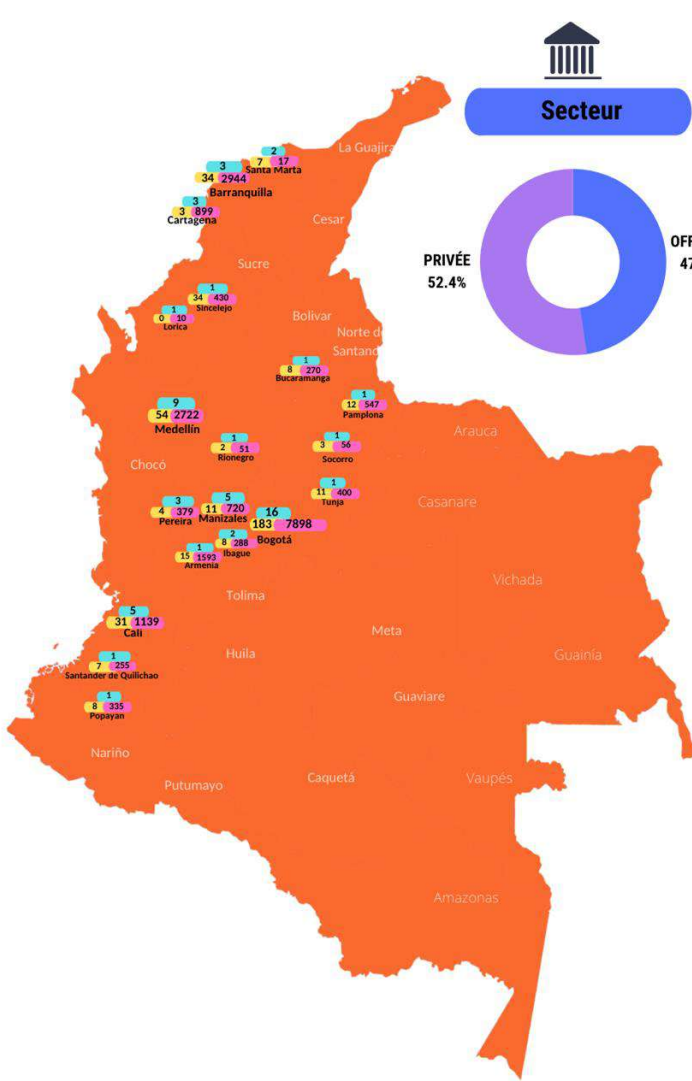 Secteur
PRIVÉE
52.4%
OFF
47
La Guajira
2
7 17
Santa Marta
3
34 2944
Barranquilla
3
3 899
Cartagena
Cesar
Sucre
1
34 430
Sincelejo
1
0 10
Lorica
Bolivar
Norte de
Santand
1
8 270
Bucaramanga
1
12 547
Pamplona
9
54 2722
Medellín
1
2 51
Rionegro
1
3 56
Socorro
Arauca
Chocó
1
11 400
Tunja
Casanare
3
4 379
Pereira
5
11 720
Manizales
16
183 7898
Bogotá
2
8 288
Ibague
1
15 1593
Armenia
Vichada
Tolima
5
31 1139
Cali
Meta
Huila
Guainía
1
7 255
Santander de Quilichao
Guaviare
1
8 335
Popayan
Nariño
Putumayo
Caquetá
Vaupés
Amazonas